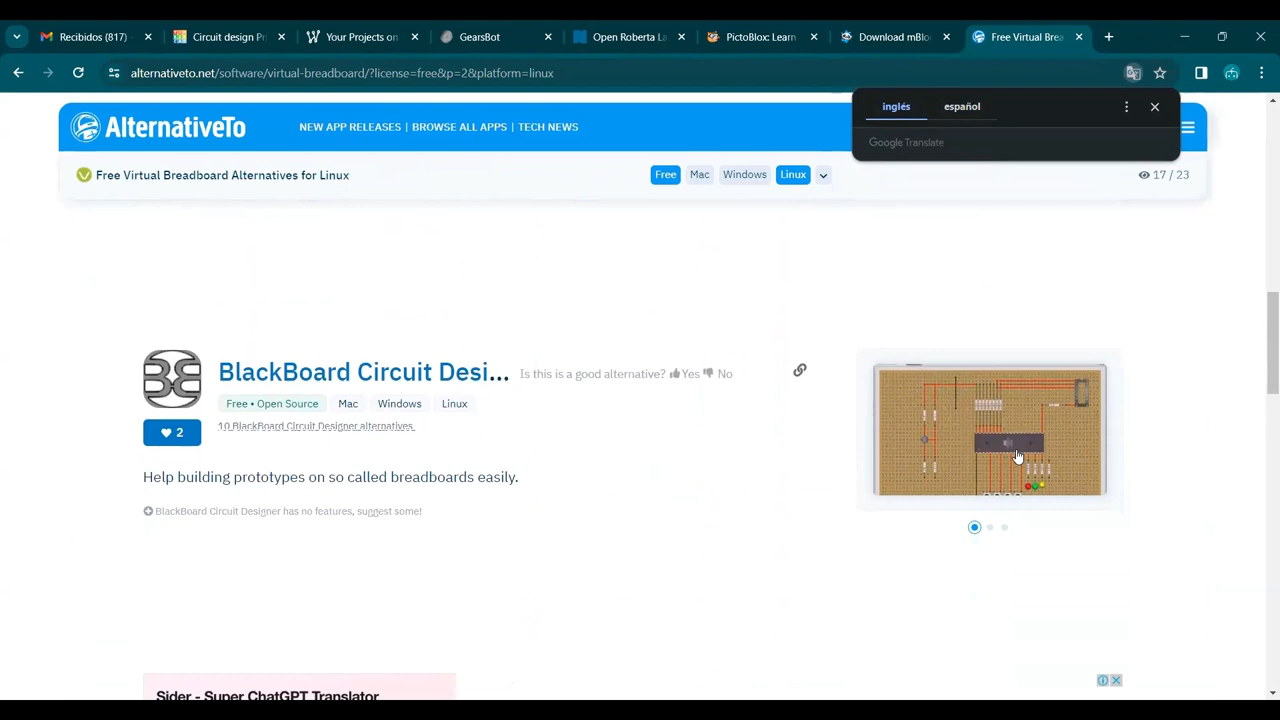 Recibidos (817) -
Circuit design Pr
Your Projects on
GearsBot
Open Roberta La
PictoBlox: Learn
Download mBlo
Free Virtual Brea
alternativeto.net/software/virtual-breadboard/?license=free&p=2&platform=linux
inglés español
Google Translate
AlternativeTo
NEW APP RELEASES | BROWSE ALL APPS | TECH NEWS
Free Virtual Breadboard Alternatives for Linux
Free Mac Windows Linux
17 / 23
BlackBoard Circuit Desi...
Is this is a good alternative? Yes No
Free • Open Source Mac Windows Linux
2
10 BlackBoard Circuit Designer alternatives.
Help building prototypes on so called breadboards easily.
BlackBoard Circuit Designer has no features, suggest some!
Sider - Super ChatGPT Translator